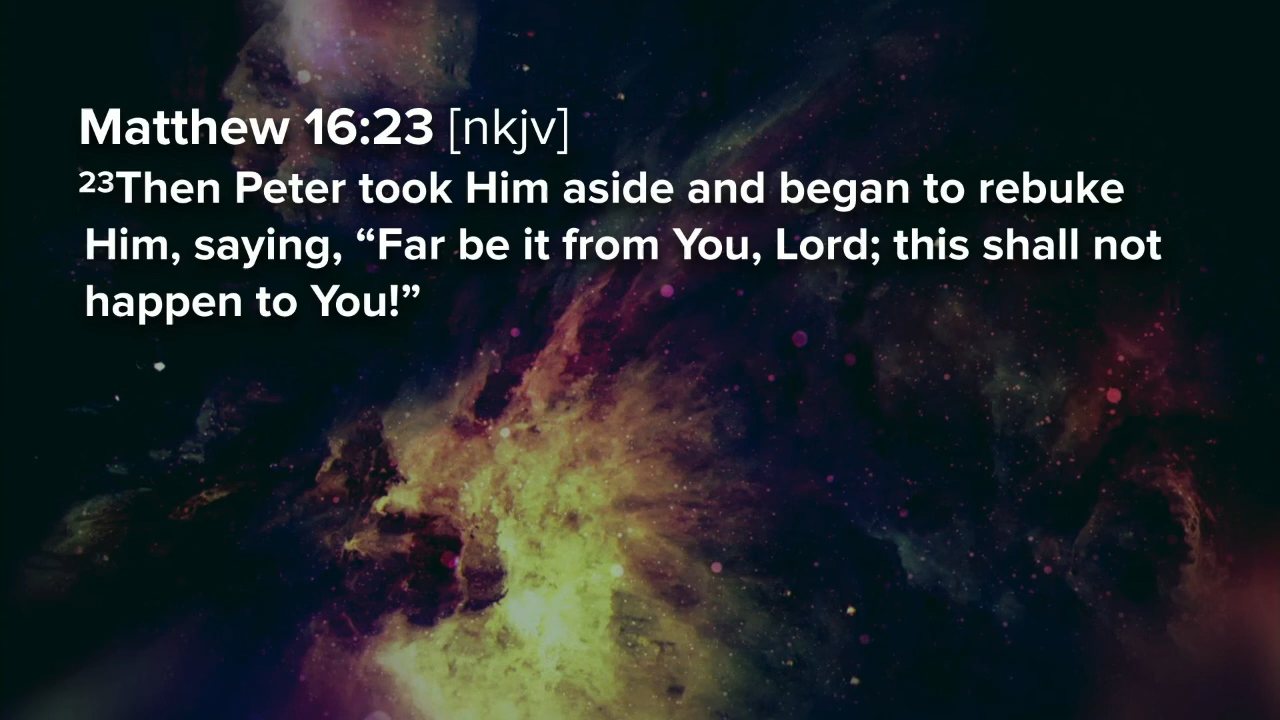 Matthew 16:23 [nkjv]
²³Then Peter took Him aside and began to rebuke
Him, saying, “Far be it from You, Lord; this shall not
happen to You!”